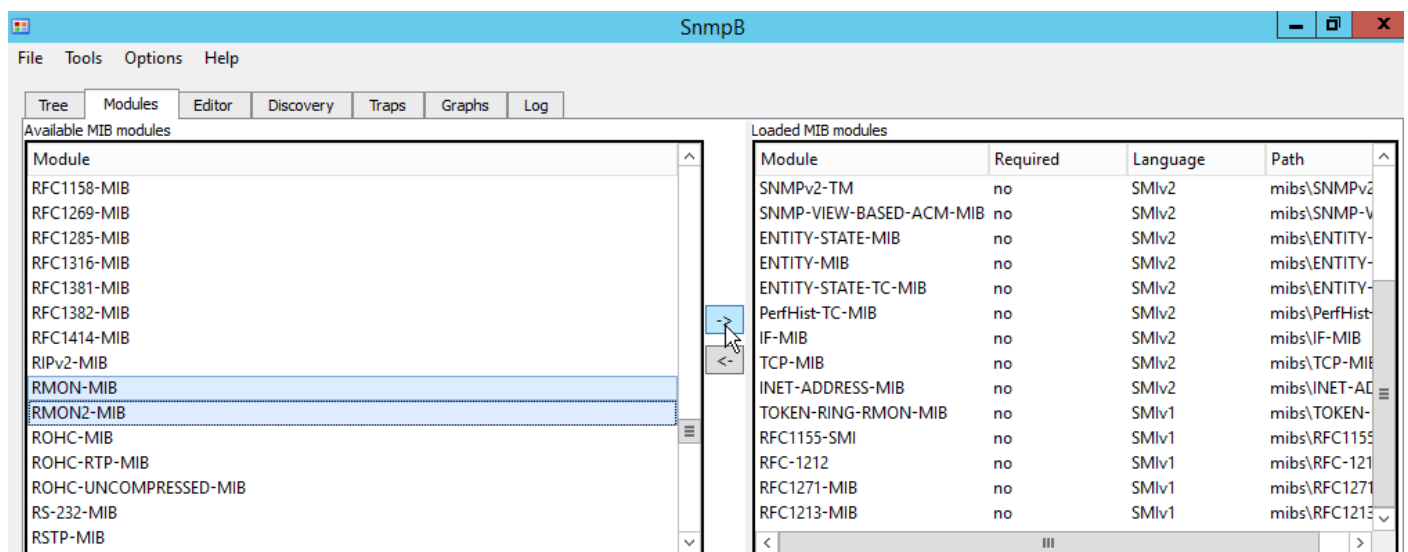 SnmpB
File Tools Options Help
Tree Modules Editor Discovery Traps Graphs Log
Available MIB modules
Module
RFC1158-MIB
RFC1269-MIB
RFC1285-MIB
RFC1316-MIB
RFC1381-MIB
RFC1382-MIB
RFC1414-MIB
RIPv2-MIB
RMON-MIB
RMON2-MIB
ROHC-MIB
ROHC-RTP-MIB
ROHC-UNCOMPRESSED-MIB
RS-232-MIB
RSTP-MIB
->
<-
Loaded MIB modules
Module Required Language Path
SNMPv2-TM no SMIv2 mibs\SNMPv2
SNMP-VIEW-BASED-ACM-MIB no SMIv2 mibs\SNMP-V
ENTITY-STATE-MIB no SMIv2 mibs\ENTITY-
ENTITY-MIB no SMIv2 mibs\ENTITY-
ENTITY-STATE-TC-MIB no SMIv2 mibs\ENTITY-
PerfHist-TC-MIB no SMIv2 mibs\PerfHist-
IF-MIB no SMIv2 mibs\IF-MIB
TCP-MIB no SMIv2 mibs\TCP-MIB
INET-ADDRESS-MIB no SMIv2 mibs\INET-AD
TOKEN-RING-RMON-MIB no SMIv1 mibs\TOKEN-
RFC1155-SMI no SMIv1 mibs\RFC1155
RFC-1212 no SMIv1 mibs\RFC-121
RFC1271-MIB no SMIv1 mibs\RFC1271
RFC1213-MIB no SMIv1 mibs\RFC1213